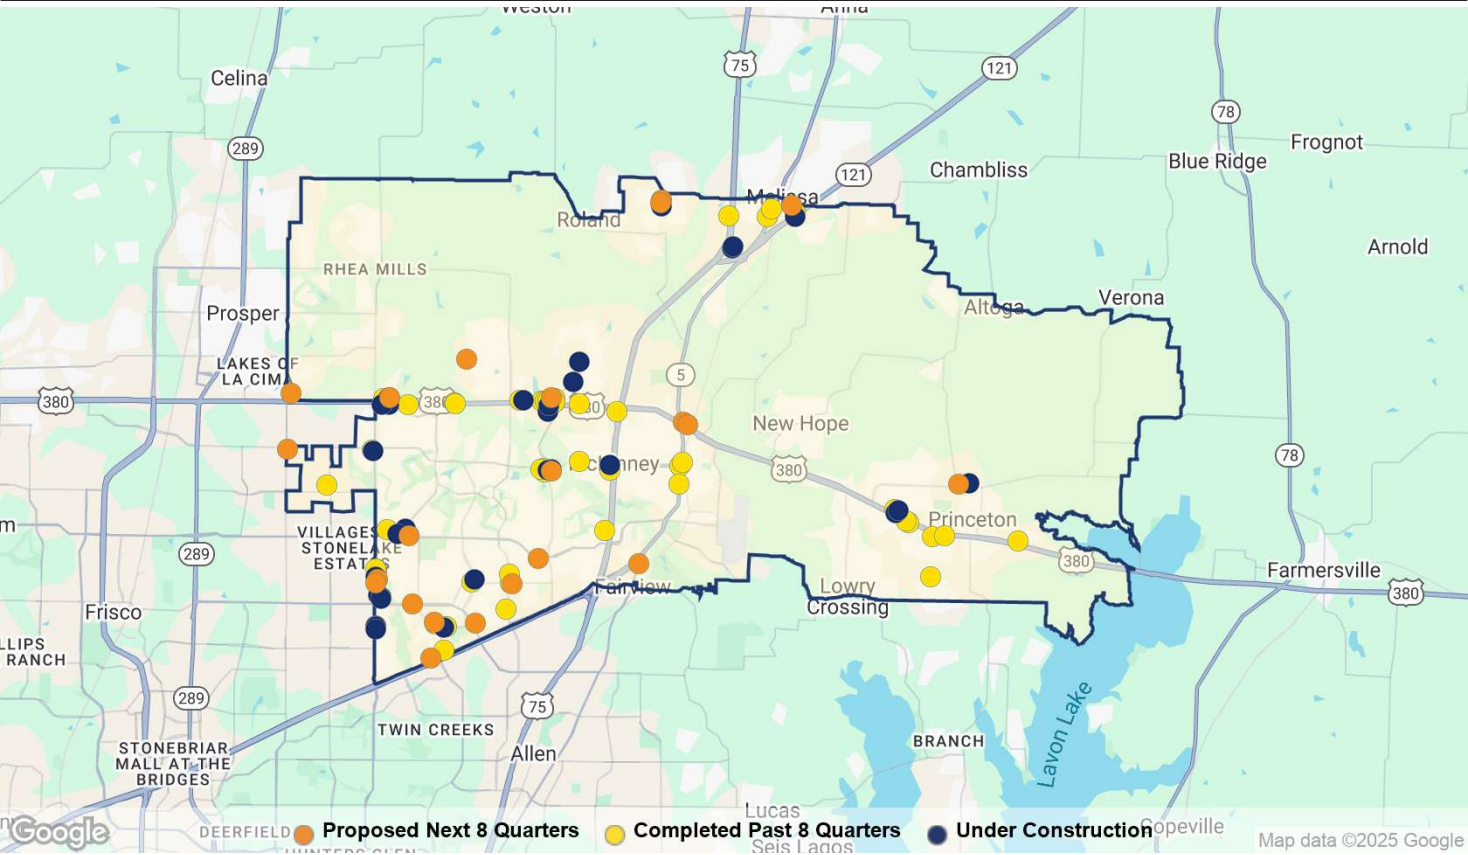 Weston
Anna
75
121
Celina
78
289
Frognot
Blue Ridge
Chambliss
121
Melissa
Roland
Arnold
RHEA MILLS
Verona
Altoga
Prosper
LAKES OF
LA CIMA
5
380
380
380
New Hope
McKinney
380
78
Princeton
VILLAGES
STONELAKE
ESTATES
289
380
Farmersville
380
Fairview
Lowry
Crossing
Frisco
RANCH
289
75
TWIN CREEKS
Lavon Lake
BRANCH
STONEBRIAR
MALL AT THE
BRIDGES
Allen
Lucas
Google
DEERFIELD
Proposed Next 8 Quarters
Completed Past 8 Quarters
Under Construction
Copeville
Map data ©2025 Google
Seis Lagos
HUNTERS GLEN